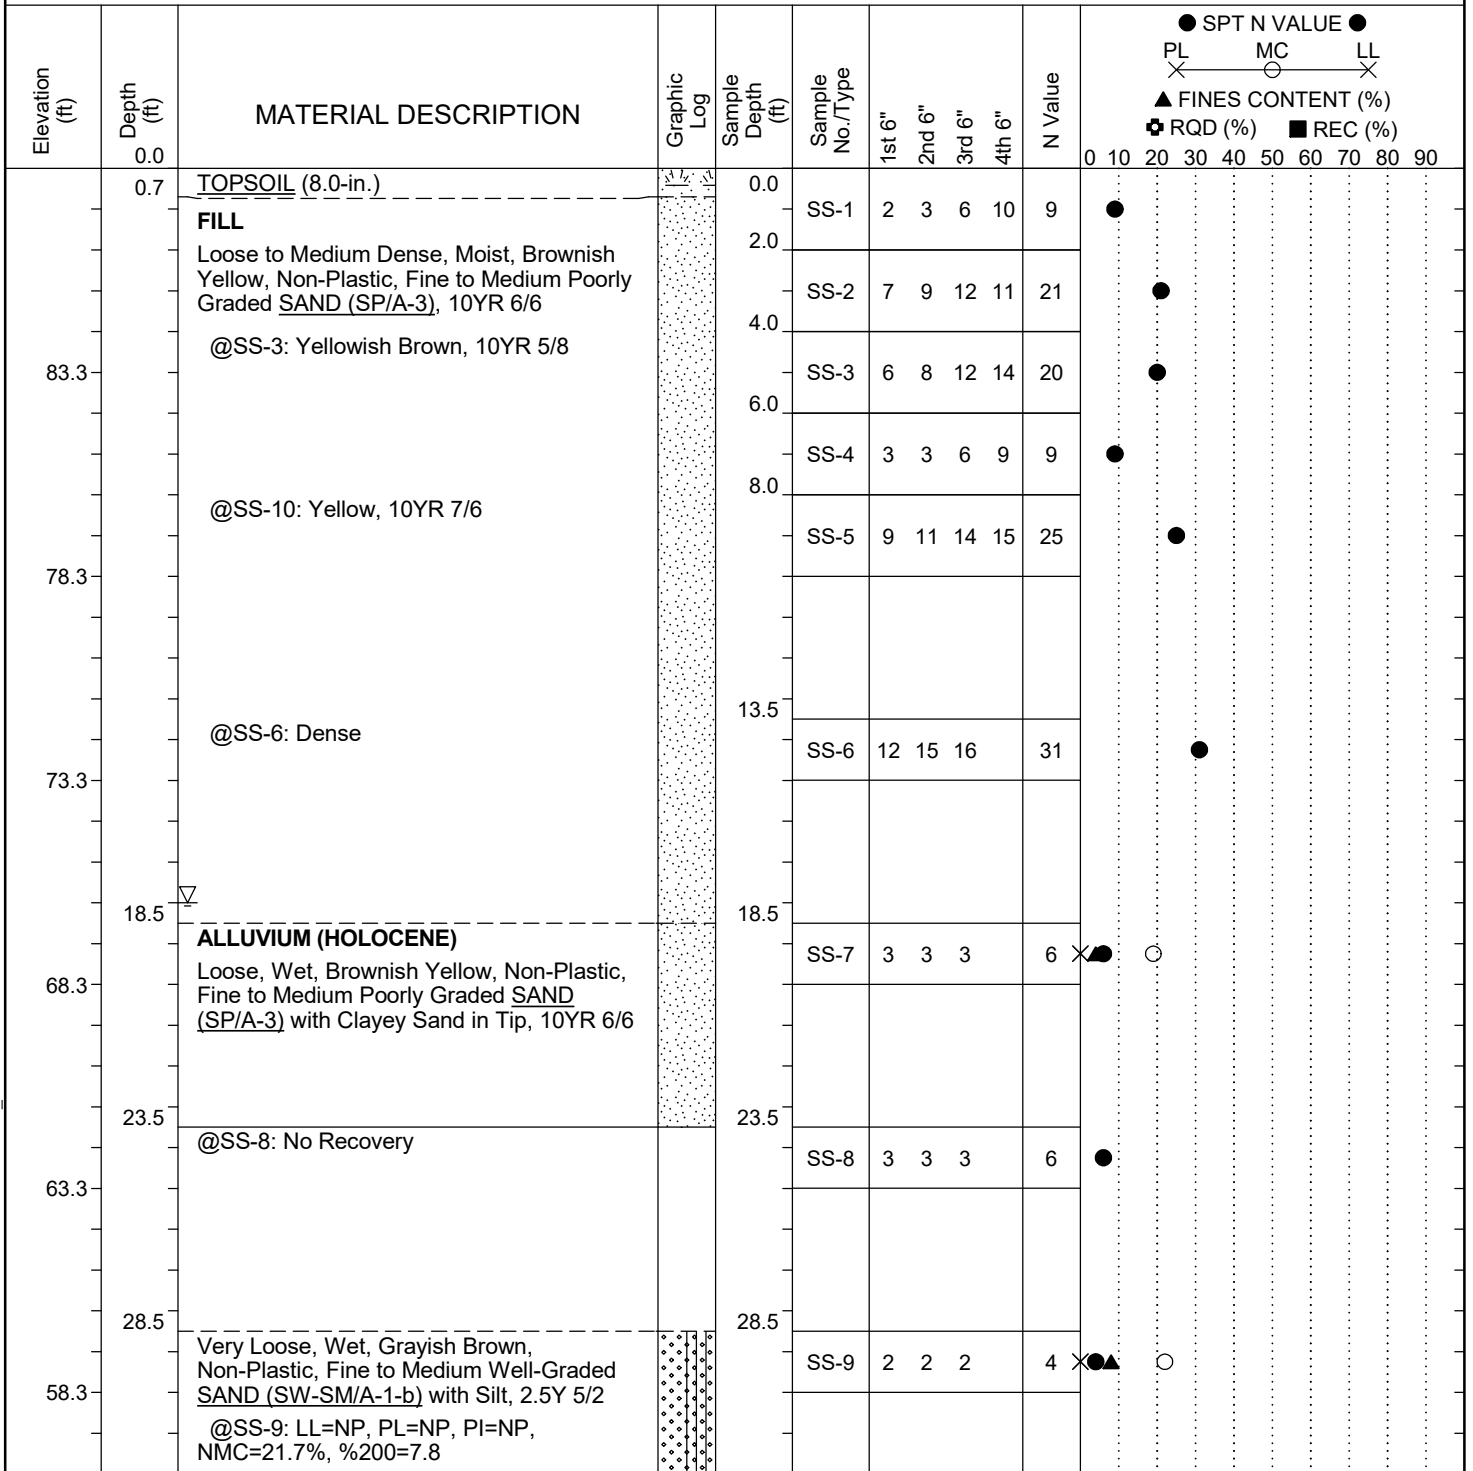 ● SPT N VALUE ●
PL MC LL
▲ FINES CONTENT (%)
RQD (%) ■ REC (%)
Elevation (ft)
Depth (ft)
MATERIAL DESCRIPTION
Graphic Log
Sample Depth (ft)
Sample No./Type
1st 6"
2nd 6"
3rd 6"
4th 6"
N Value
0.0
0 10 20 30 40 50 60 70 80 90
0.7 TOPSOIL (8.0-in.) 0.0
SS-1 2 3 6 10 9
FILL
2.0
Loose to Medium Dense, Moist, Brownish
Yellow, Non-Plastic, Fine to Medium Poorly
Graded SAND (SP/A-3), 10YR 6/6
SS-2 7 9 12 11 21
4.0
@SS-3: Yellowish Brown, 10YR 5/8
83.3 SS-3 6 8 12 14 20
6.0
SS-4 3 3 6 9 9
8.0
@SS-10: Yellow, 10YR 7/6
SS-5 9 11 14 15 25
78.3
13.5
@SS-6: Dense
SS-6 12 15 16 31
73.3
18.5 18.5
ALLUVIUM (HOLOCENE)
SS-7 3 3 3 6
Loose, Wet, Brownish Yellow, Non-Plastic,
Fine to Medium Poorly Graded SAND
(SP/A-3) with Clayey Sand in Tip, 10YR 6/6
68.3
23.5 23.5
@SS-8: No Recovery
SS-8 3 3 3 6
63.3
28.5 28.5
Very Loose, Wet, Grayish Brown,
Non-Plastic, Fine to Medium Well-Graded
SAND (SW-SM/A-1-b) with Silt, 2.5Y 5/2
SS-9 2 2 2 4
58.3
@SS-9: LL=NP, PL=NP, PI=NP,
NMC=21.7%, %200=7.8